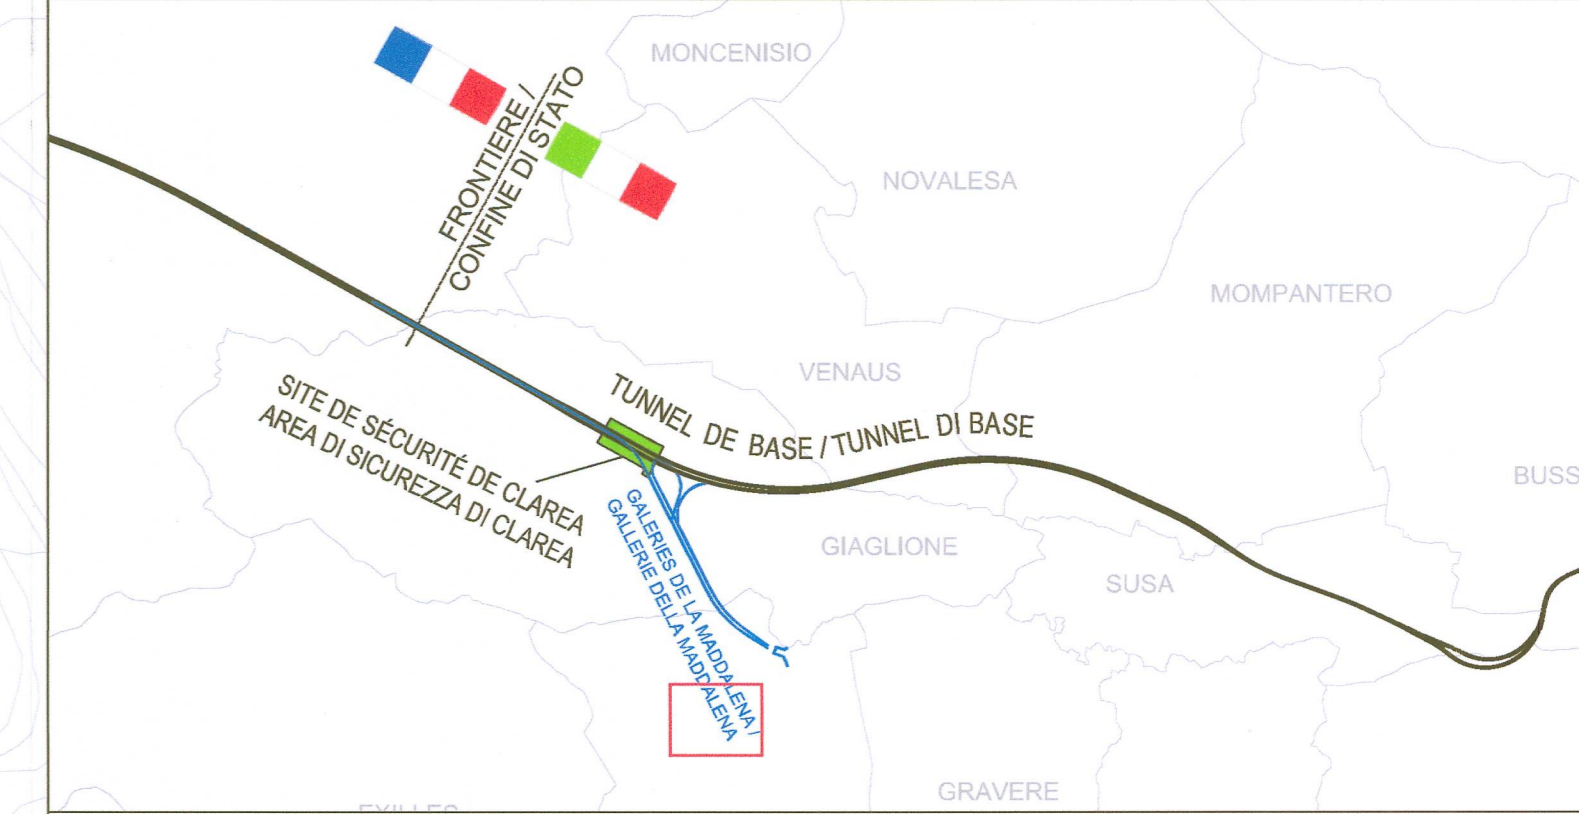 MONCENISIO
FRONTIERE /
CONFINE DI STATO
NOVALESA
MOMPANTERO
VENAUS
SITE DE SÉCURITÉ DE CLAREA
AREA DI SICUREZZA DI CLAREA
TUNNEL DE BASE / TUNNEL DI BASE
BUSS
GALERIES DE LA MADDALENA /
GALLERIE DELLA MADDALENA
GIAGLIONE
SUSA
GRAVERE
EXILLES